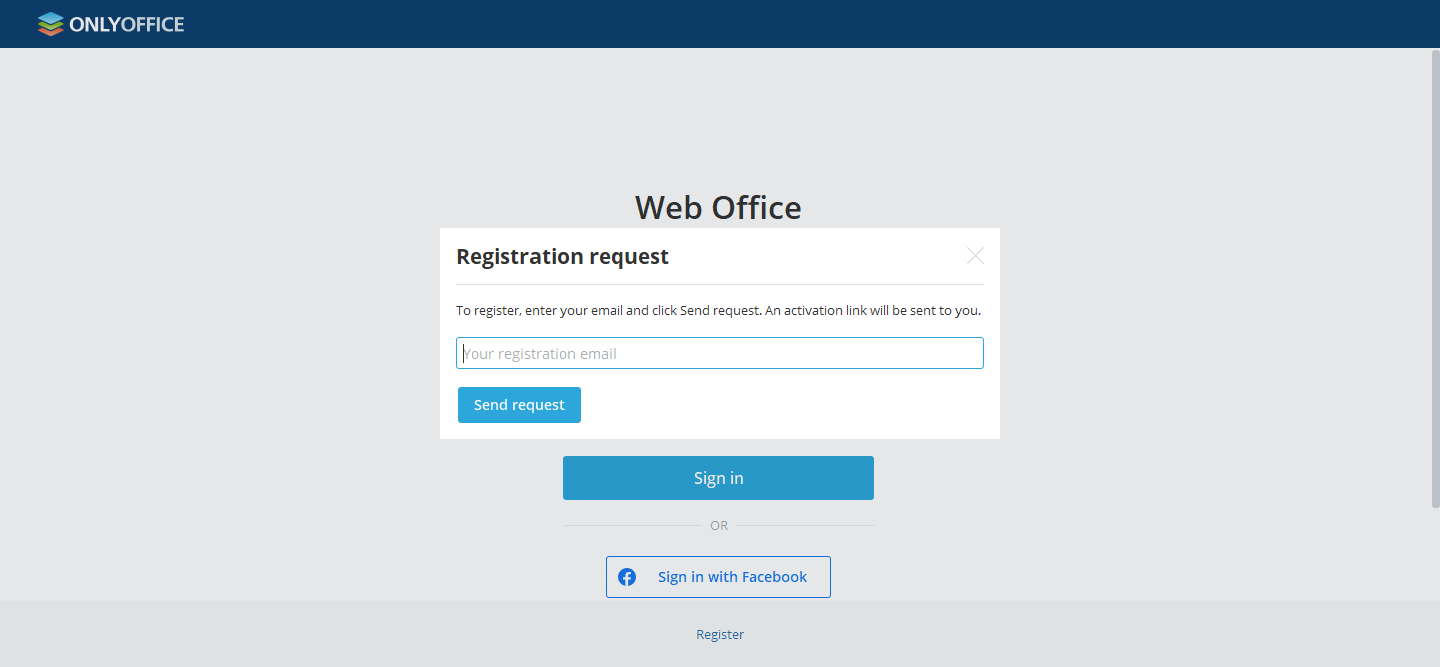 ONLYOFFICE
Web Office
Registration request
To register, enter your email and click Send request. An activation link will be sent to you.
Your registration email
Send request
Sign in
OR
Sign in with Facebook
Register